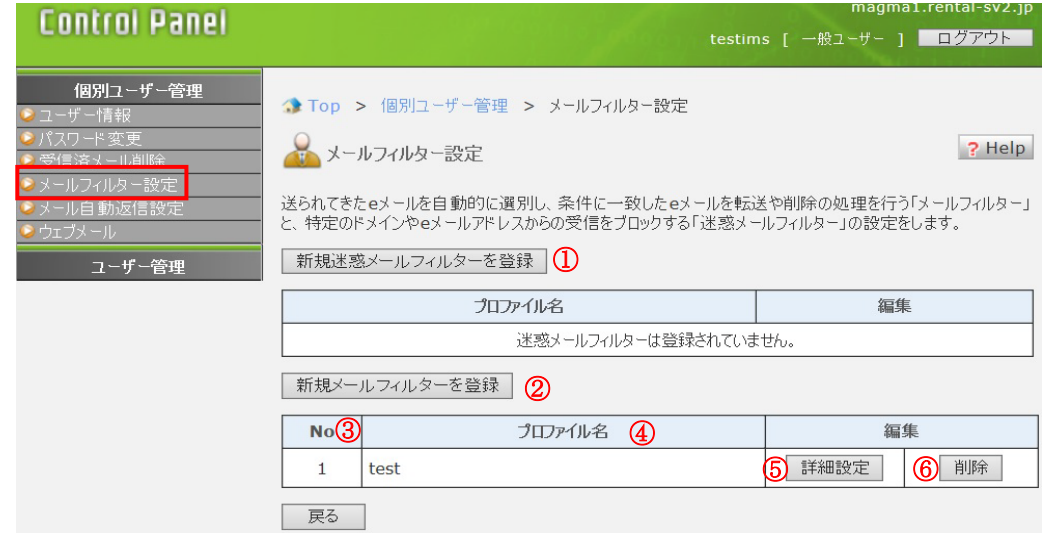 Control Panel
magma1.rental-sv2.jp
testims [ 一般ユーザー ] ログアウト
個別ユーザー管理
ユーザー情報
パスワード変更
受信済メール削除
メールフィルター設定
メール自動返信設定
ウェブメール
ユーザー管理
Top > 個別ユーザー管理 > メールフィルター設定
メールフィルター設定
? Help
送られてきたeメールを自動的に選別し、条件に一致したeメールを転送や削除の処理を行う「メールフィルター」
と、特定のドメインやeメールアドレスからの受信をブロックする「迷惑メールフィルター」の設定をします。
新規迷惑メールフィルターを登録 ①
プロファイル名 編集
迷惑メールフィルターは登録されていません。
新規メールフィルターを登録 ②
No ③ プロファイル名 ④ 編集
1 test ⑤ 詳細設定 ⑥ 削除
戻る